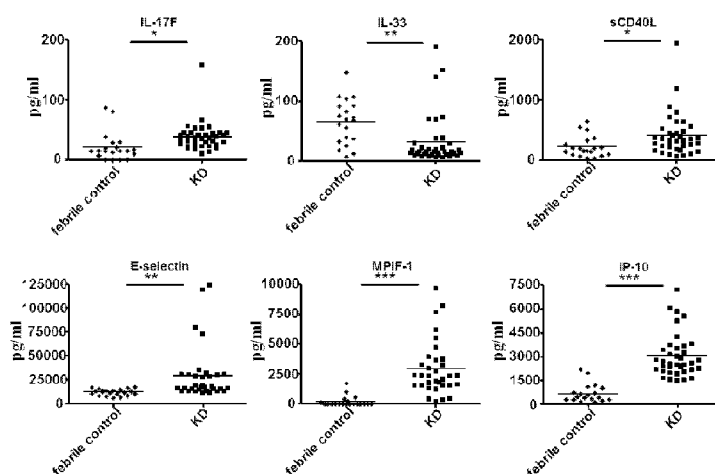 IL-17F
*
200
100
0
pg/ml
febrile control
KD
IL-33
**
200
100
0
pg/ml
febrile control
KD
sCD40L
*
2000
1000
0
pg/ml
febrile control
KD
E-selectin
**
125000
100000
75000
50000
25000
0
pg/ml
febrile control
KD
MPIF-1
***
10000
7500
5000
2500
0
pg/ml
febrile control
KD
IP-10
***
7500
6000
4500
3000
1500
0
pg/ml
febrile control
KD